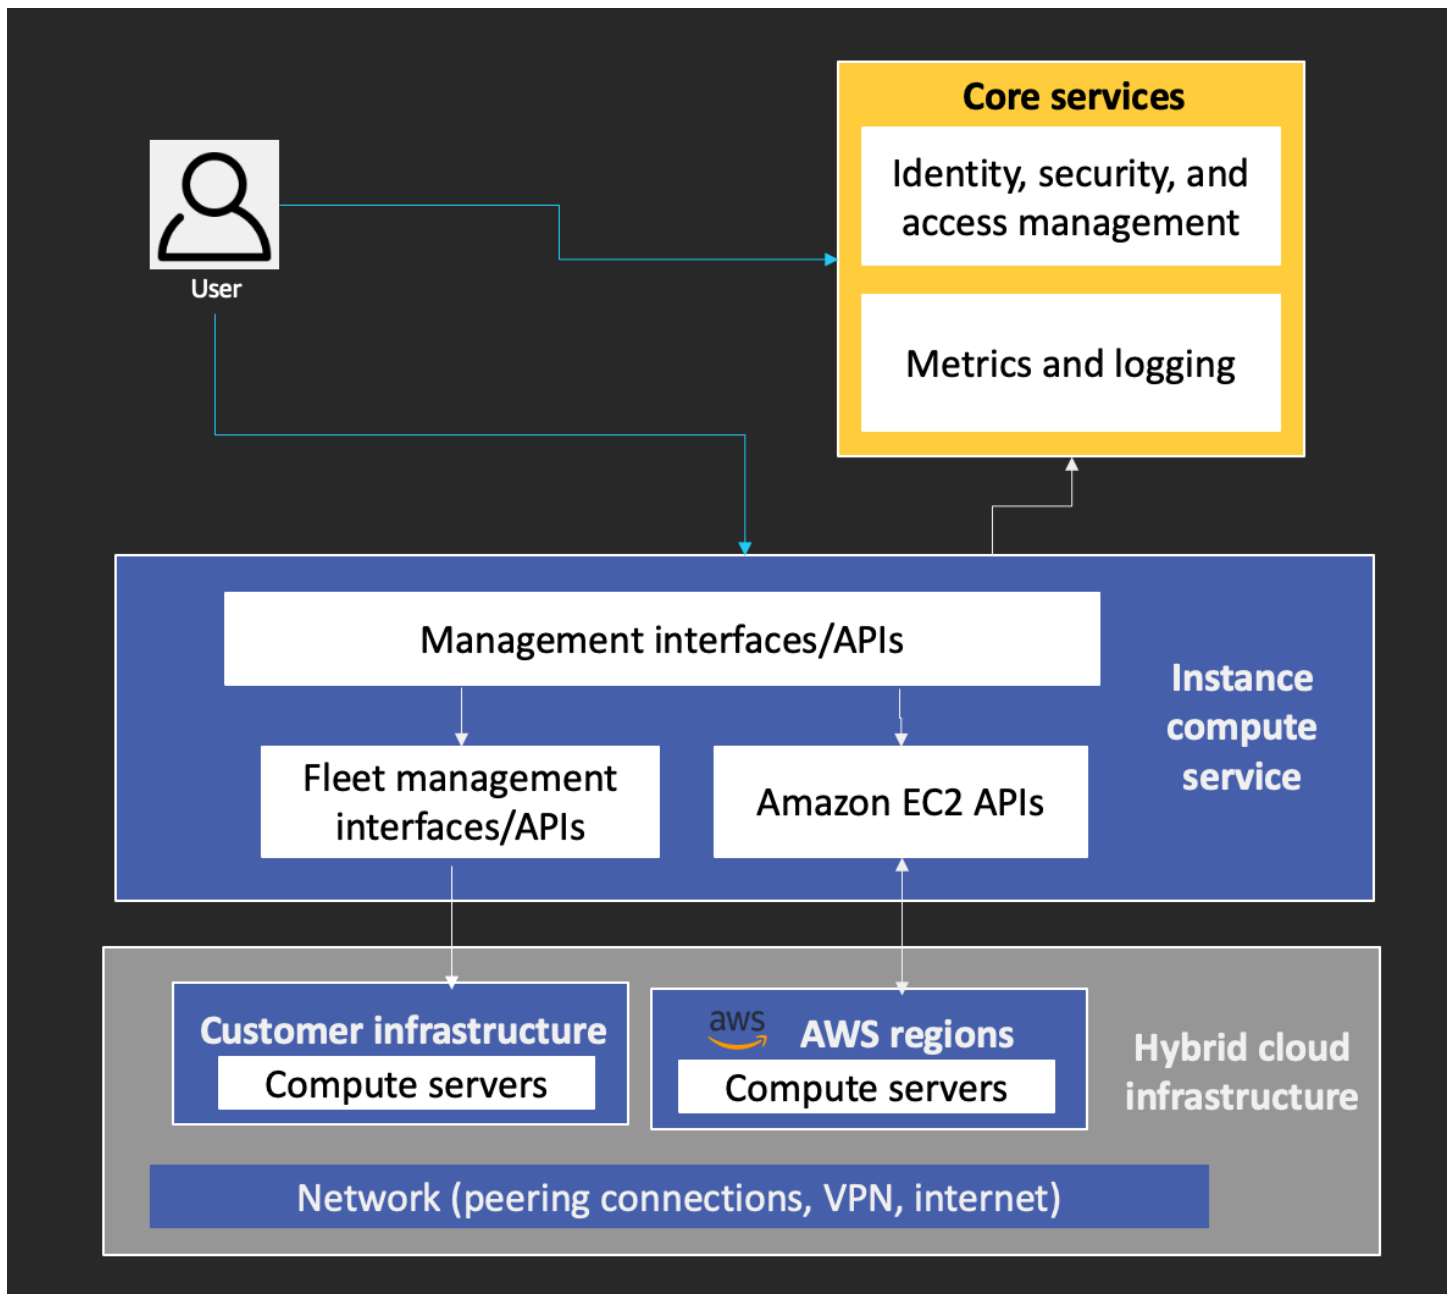 Core services
Identity, security, and
access management
User
Metrics and logging
Management interfaces/APIs
Instance
compute
service
Fleet management
interfaces/APIs
Amazon EC2 APIs
Customer infrastructure
Compute servers
aws
AWS regions
Compute servers
Hybrid cloud
infrastructure
Network (peering connections, VPN, internet)